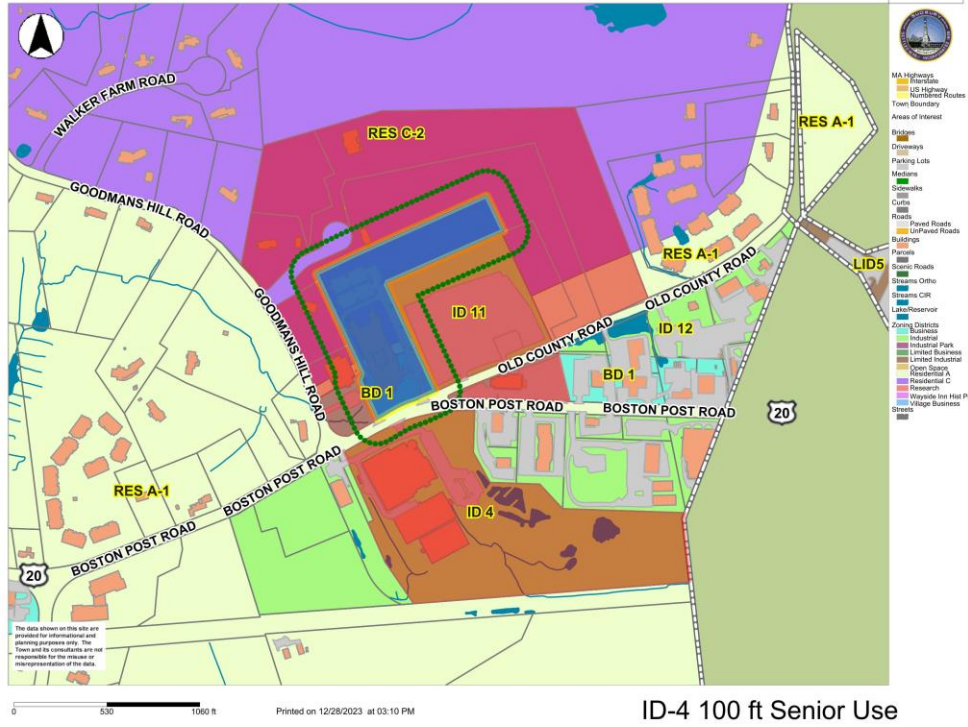 WALKER FARM ROAD
RES C-2
RES A-1
GOODMANS HILL ROAD
GOODMANS HILL ROAD
RES A-1
LID5
ID 11
OLD COUNTY ROAD
OLD COUNTY ROAD
ID 12
BD 1
BD 1
BOSTON POST ROAD
BOSTON POST ROAD
20
RES A-1
BOSTON POST ROAD
BOSTON POST ROAD
ID 4
20
The data shown on this site are
provided for informational and
planning purposes only. The
Town and its consultants are not
responsible for the misuse or
misrepresentation of the data.
MA Highways
Interstate
US Highway
Numbered Routes
Town Boundary
Areas of Interest
Bridges
Driveways
Parking Lots
Medians
Sidewalks
Curbs
Roads
Paved Roads
UnPaved Roads
Buildings
Parcels
Scenic Roads
Streams Ortho
Streams CIR
Lake/Reservoir
Zoning Districts
Business
Industrial
Industrial Park
Limited Business
Limited Industrial
Open Space
Residential A
Residential C
Research
Wayside Inn Hist P
Village Business
Streets
0 530 1060 ft
Printed on 12/28/2023 at 03:10 PM
ID-4 100 ft Senior Use